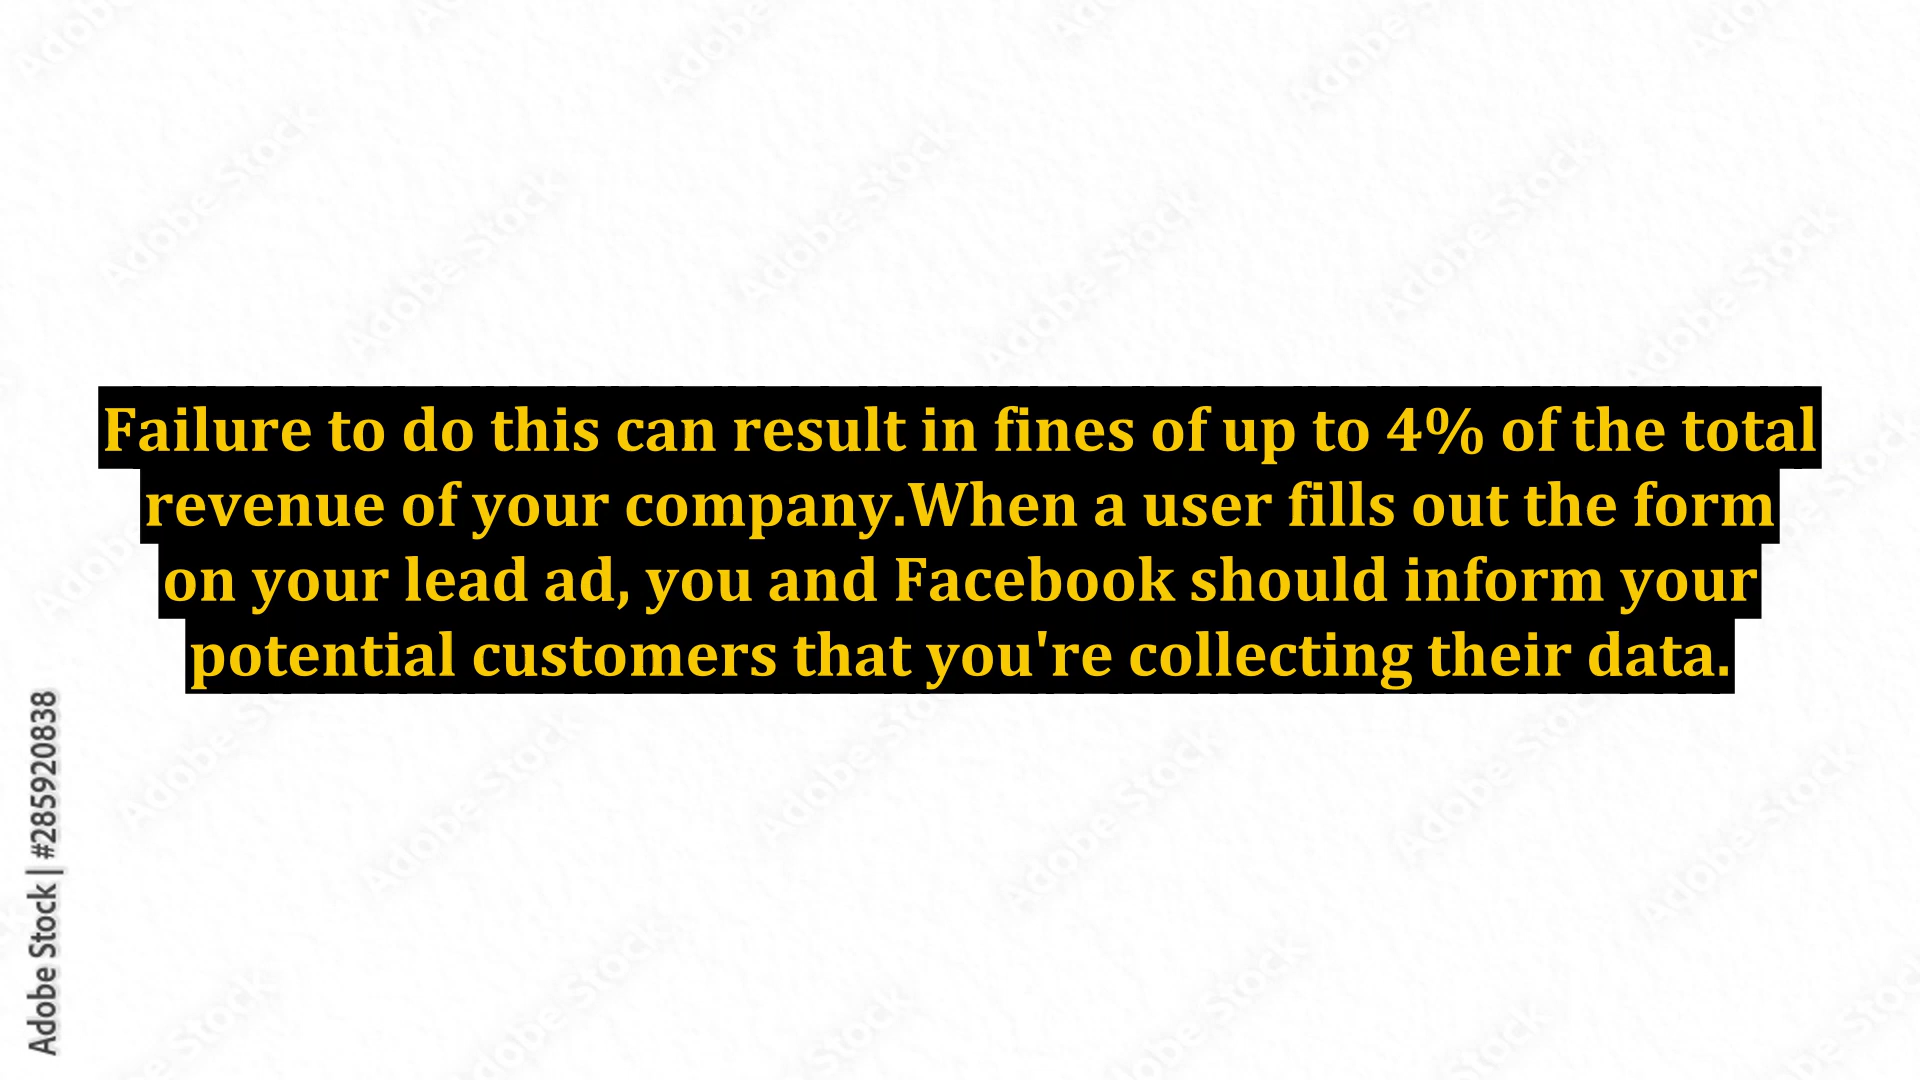 Failure to do this can result in fines of up to 4% of the total
revenue of your company.When a user fills out the form
on your lead ad, you and Facebook should inform your
potential customers that you're collecting their data.
Adobe Stock | #285920838